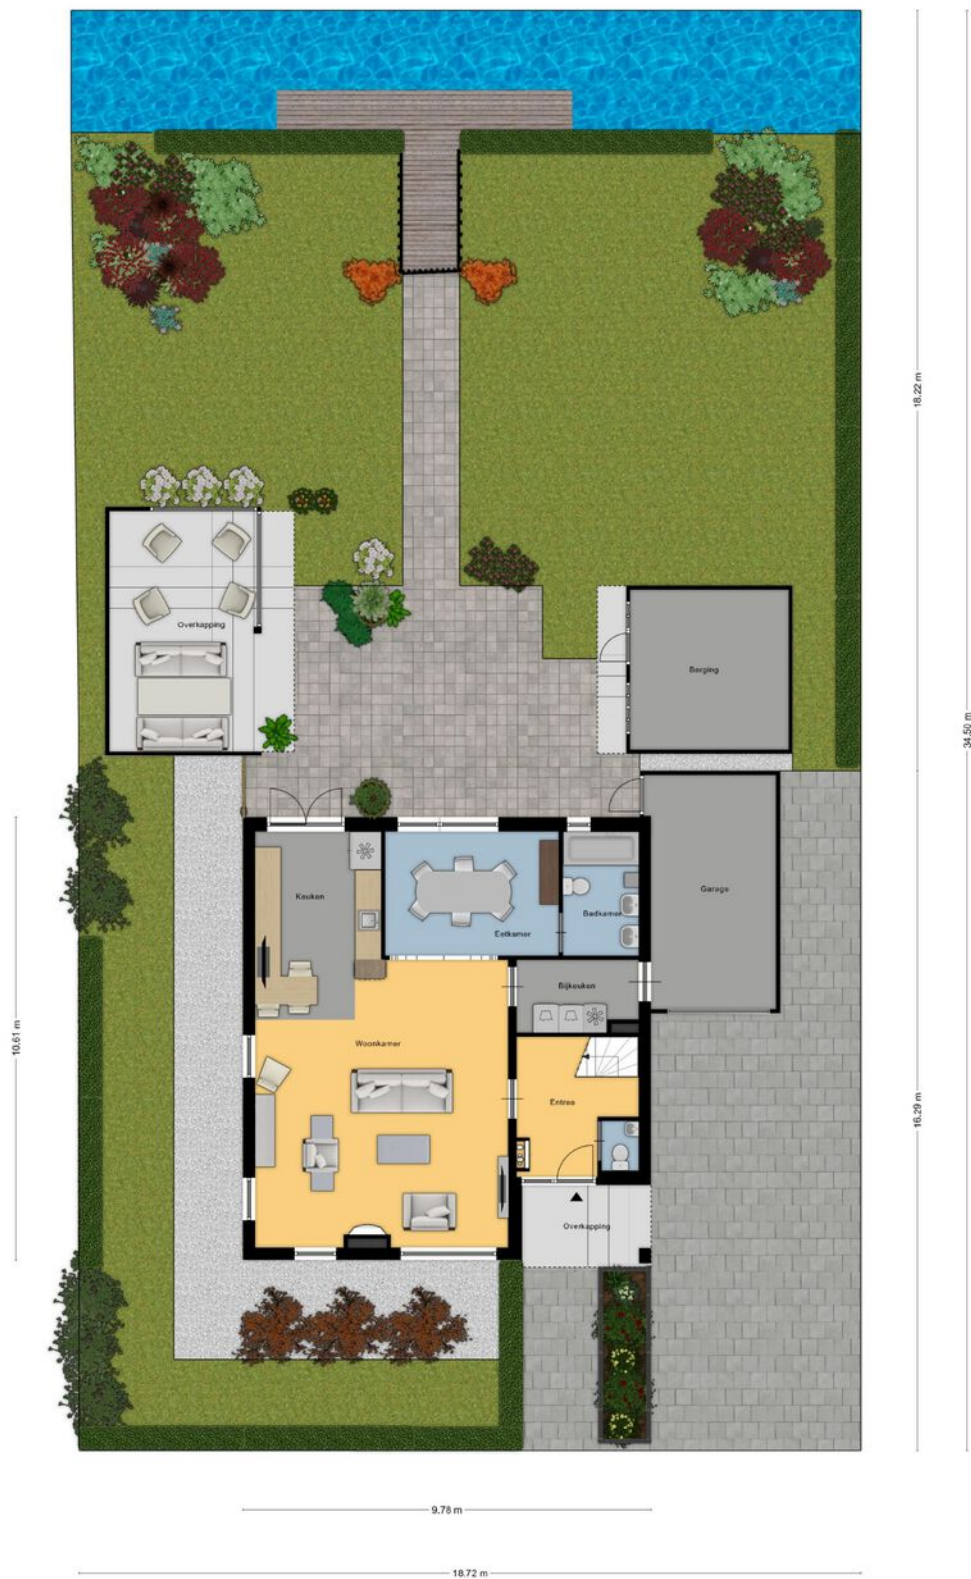 18.22 m
Overkapping
Berging
34.50 m
Garage
Keuken
Badkamer
Eetkamer
Bijkeuken
10.61 m
Woonkamer
Entree
16.29 m
Overkapping
9.78 m
18.72 m